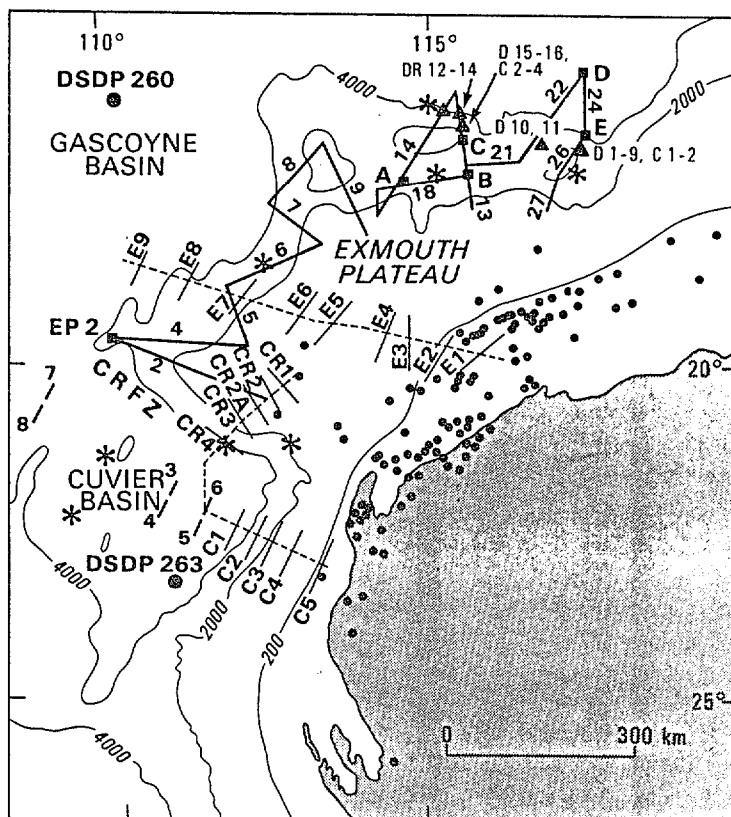 110°
115°
DSDP 260
4000
DR 12-14
D 15-16,
C 2-4
D
22
24
2000
GASCOYNE
BASIN
D 10, 11
E
C
21
26
D 1-9, C 1-2
8
14
A
18
B
9
7
13
27
EXMOUTH
PLATEAU
E9
E8
6
E7
5
E6
E5
E4
E3
E2
E1
EP 2
4
2
CR1
CR2
CR2A
CR3
CR4
CRFZ
20°
7
8
CUVIER
BASIN
3
4
6
5
C1
C2
C3
C4
C5
DSDP 263
4000
2000
200
25°
0
300 km
4000